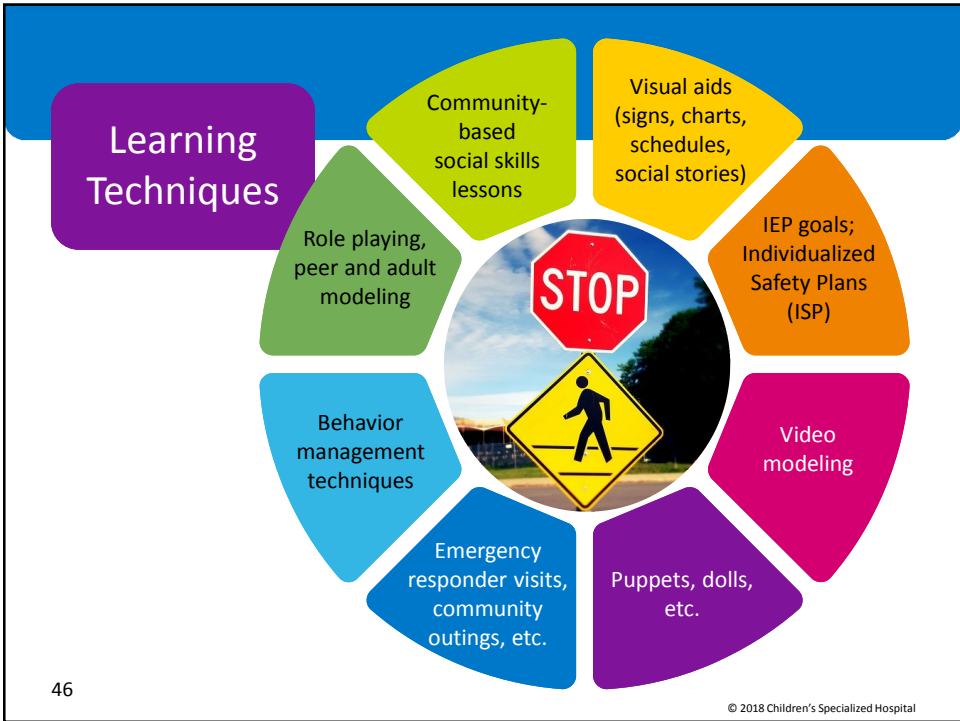 Learning
Techniques
Community-
based
social skills
lessons
Visual aids
(signs, charts,
schedules,
social stories)
IEP goals;
Individualized
Safety Plans
(ISP)
Video
modeling
Puppets, dolls,
etc.
Emergency
responder visits,
community
outings, etc.
Behavior
management
techniques
Role playing,
peer and adult
modeling
STOP
46
© 2018 Children's Specialized Hospital